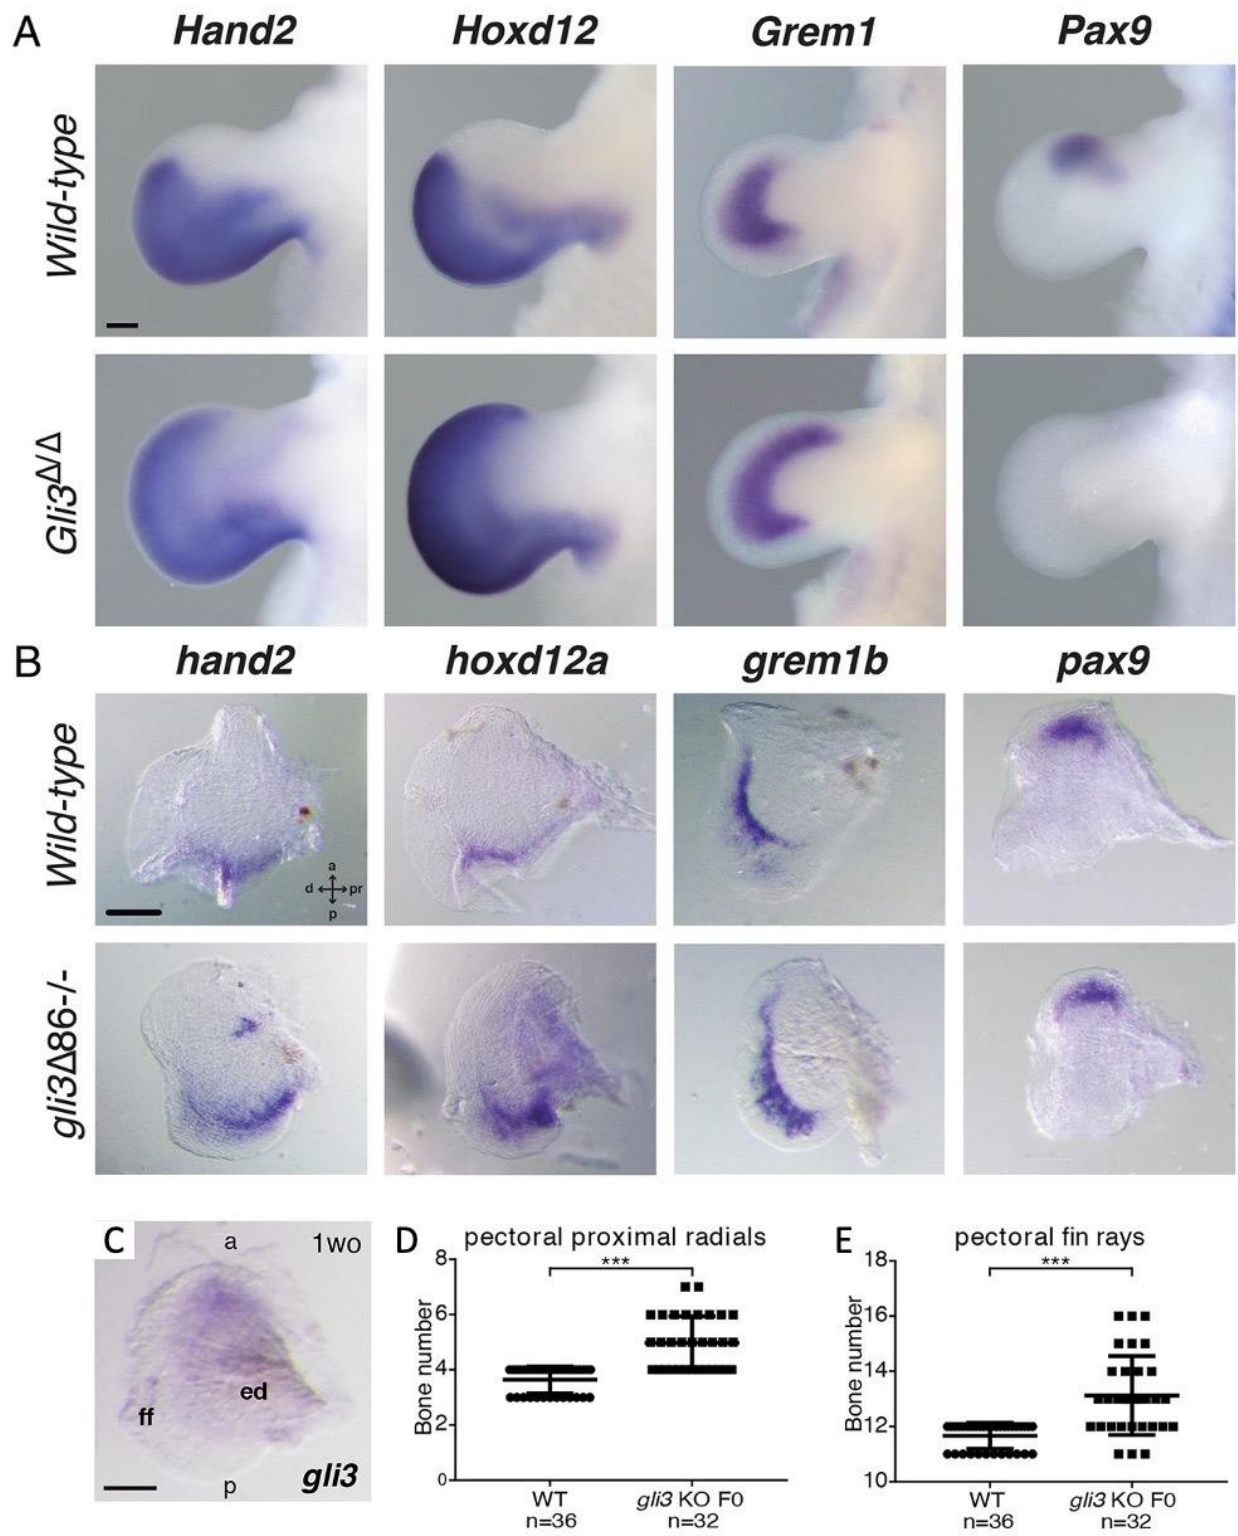 A
Hand2 Hoxd12 Grem1 Pax9
Wild-type
Gli3Δ/Δ
B
hand2 hoxd12a grem1b pax9
Wild-type
a
d pr
p
gli3Δ86-/-
C
a 1wo
ed
ff
gli3
p
D
pectoral proximal radials
***
Bone number
8
6
4
2
0
WT gli3 KO F0
n=36 n=32
E
pectoral fin rays
***
Bone number
18
16
14
12
10
WT gli3 KO F0
n=36 n=32